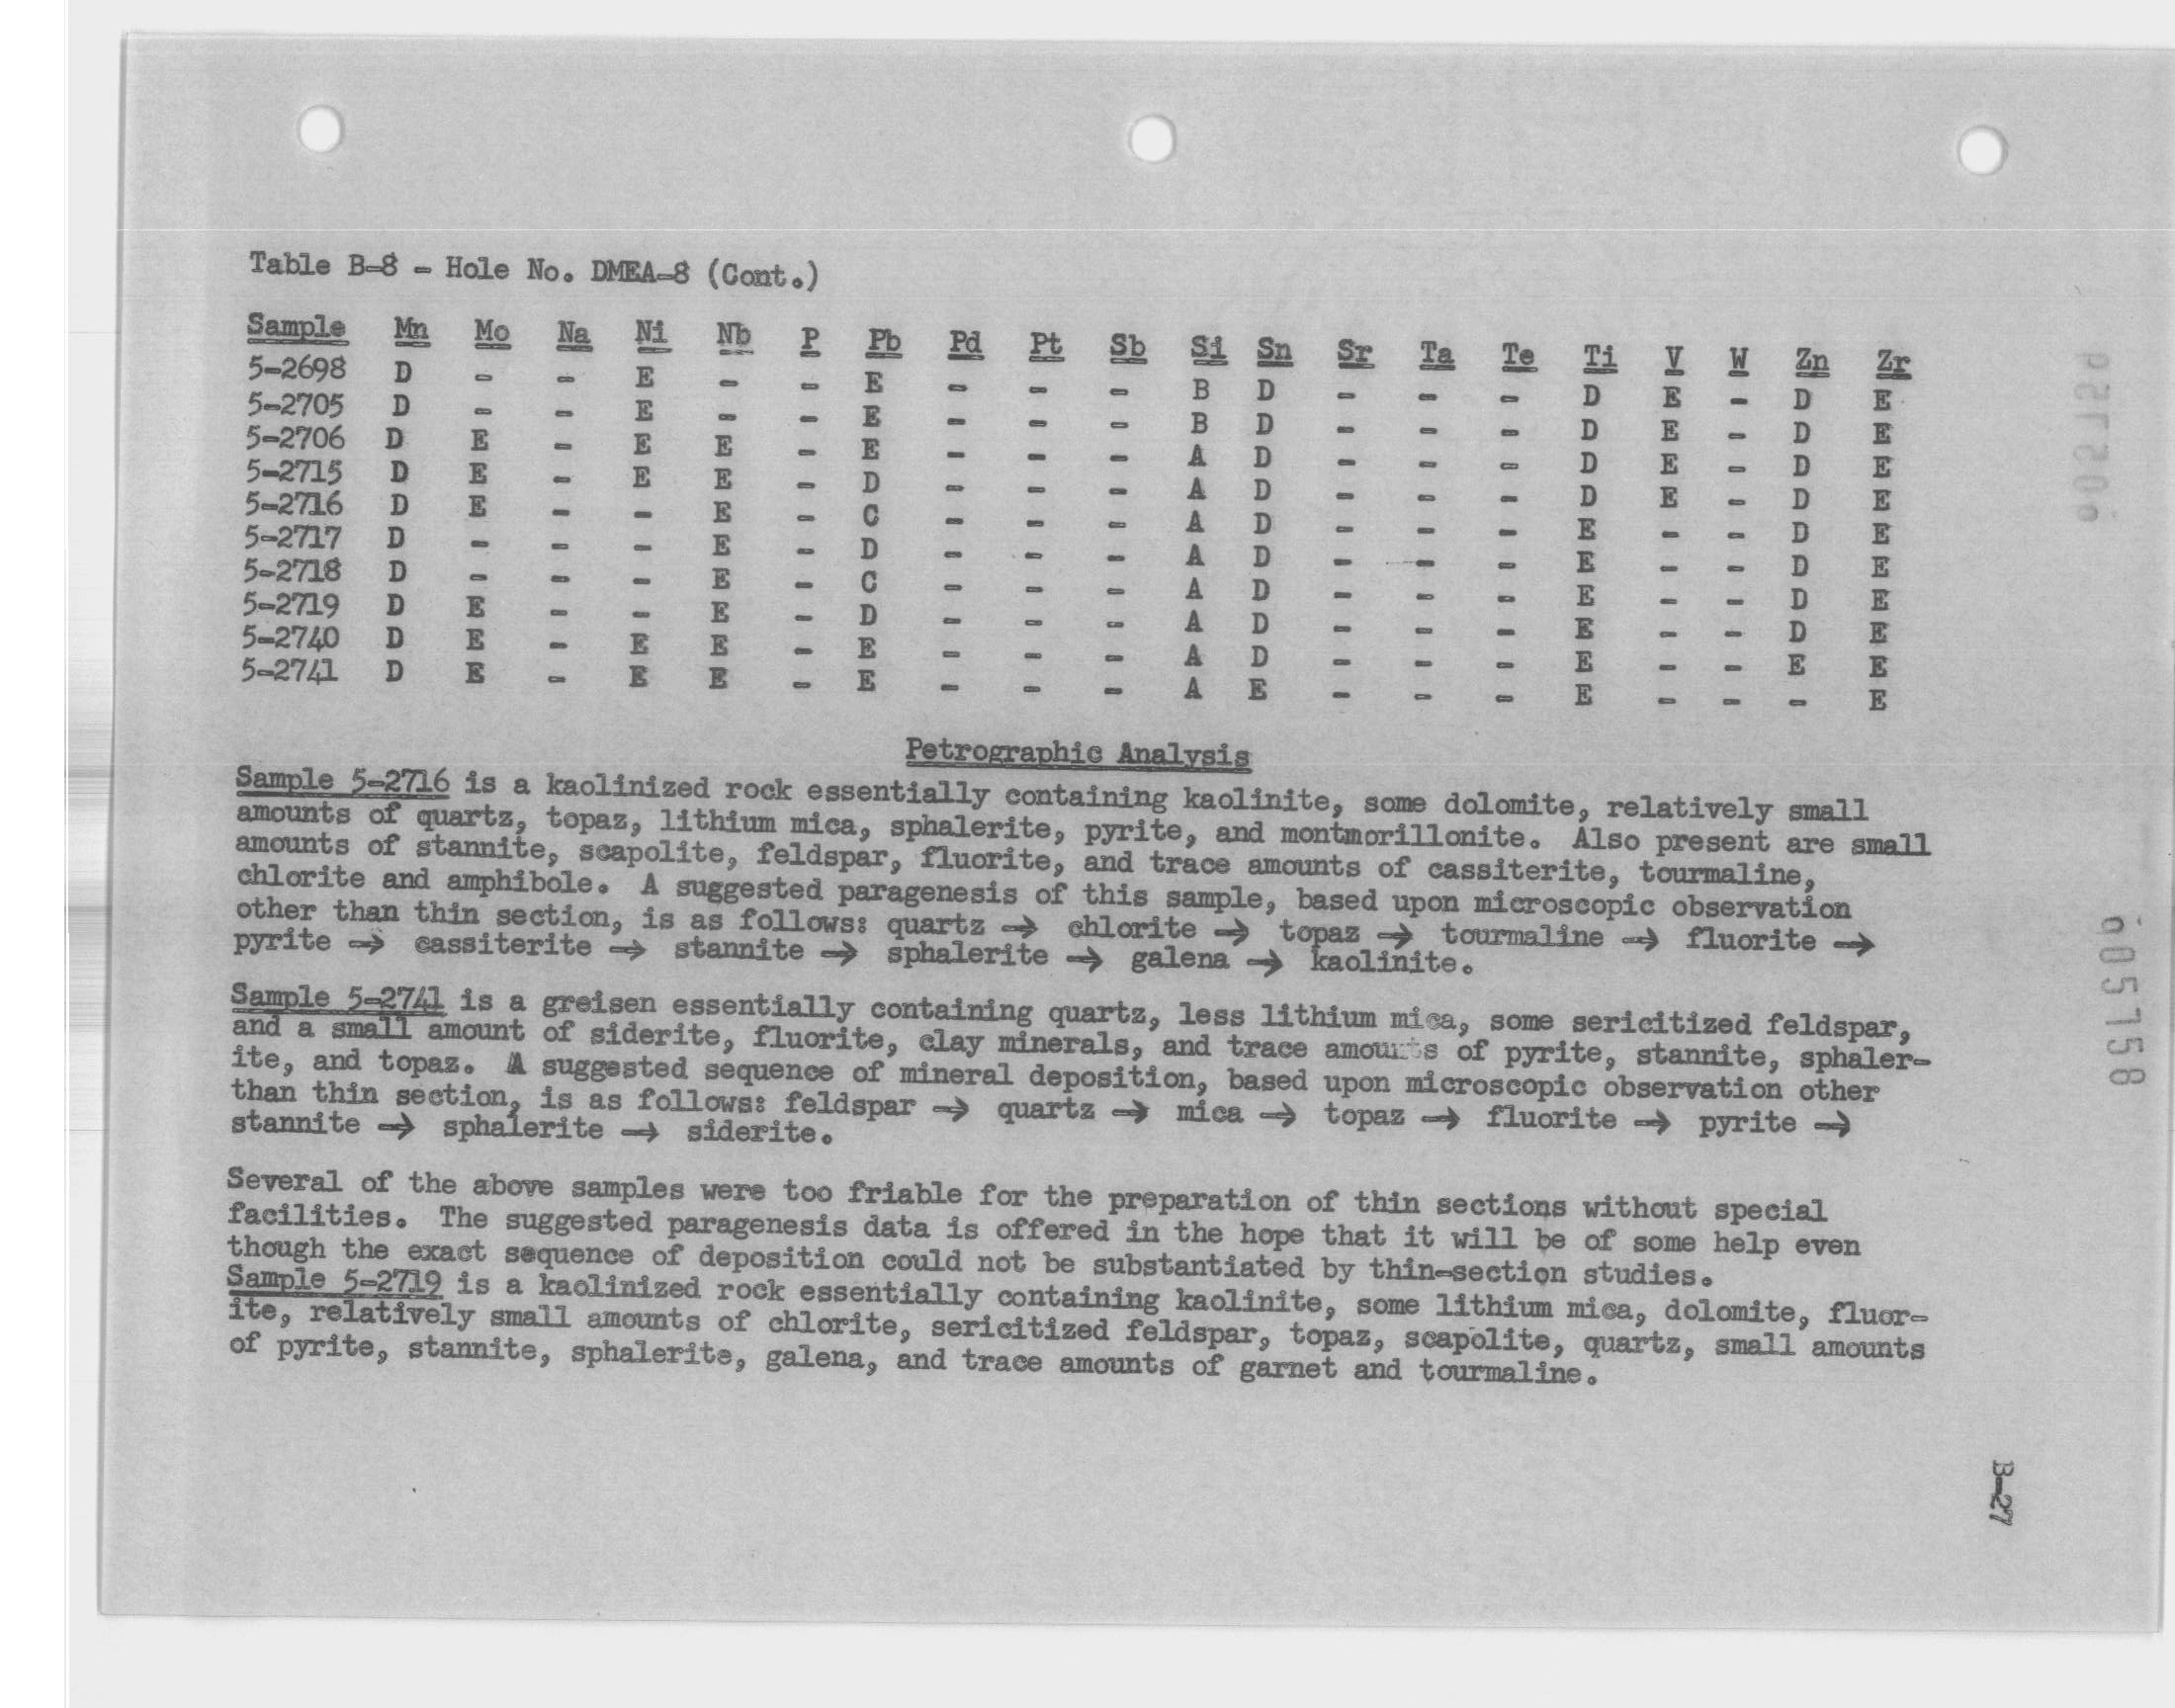 Table B-8 - Hole No. DMEA-8 (Cont.)
Sample Mn Mo Na Ni Nb P Pb Pd Pt Sb Si Sn Sr Ta Te Ti V W Zn Zr
5-2698 D - - E - - E - - - B D - - - D E - D E
5-2705 D - - E - - E - - - B D - - - D E - D E
5-2706 D E - E E - E - - - A D - - - D E - D E
5-2715 D E - E E - D - - - A D - - - D E - D E
5-2716 D E - - E - C - - - A D - - - E - - D E
5-2717 D - - - E - D - - - A D - - - E - - D E
5-2718 D - - - E - C - - - A D - - - E - - D E
5-2719 D E - - E - D - - - A D - - - E - - D E
5-2740 D E - E E - E - - - A D - - - E - - E E
5-2741 D E - E E - E - - - A E - - - E - - - E
Petrographic Analysis
Sample 5-2716 is a kaolinized rock essentially containing kaolinite, some dolomite, relatively small
amounts of quartz, topaz, lithium mica, sphalerite, pyrite, and montmorillonite. Also present are small
amounts of stannite, scapolite, feldspar, fluorite, and trace amounts of cassiterite, tourmaline,
chlorite and amphibole. A suggested paragenesis of this sample, based upon microscopic observation
other than thin section, is as follows: quartz → chlorite → topaz → tourmaline → fluorite →
pyrite → cassiterite → stannite → sphalerite → galena → kaolinite.
Sample 5-2741 is a greisen essentially containing quartz, less lithium mica, some sericitized feldspar,
and a small amount of siderite, fluorite, clay minerals, and trace amounts of pyrite, stannite, sphaler-
ite, and topaz. A suggested sequence of mineral deposition, based upon microscopic observation other
than thin section, is as follows: feldspar → quartz → mica → topaz → fluorite → pyrite →
stannite → sphalerite → siderite.
Several of the above samples were too friable for the preparation of thin sections without special
facilities. The suggested paragenesis data is offered in the hope that it will be of some help even
though the exact sequence of deposition could not be substantiated by thin-section studies.
Sample 5-2719 is a kaolinized rock essentially containing kaolinite, some lithium mica, dolomite, fluor-
ite, relatively small amounts of chlorite, sericitized feldspar, topaz, scapolite, quartz, small amounts
of pyrite, stannite, sphalerite, galena, and trace amounts of garnet and tourmaline.
B-27
605758